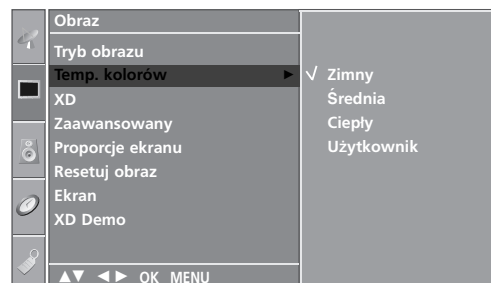 Obraz
Tryb obrazu
Temp. kolorów ► √ Zimny
XD Średnia
Zaawansowany Ciepły
Proporcje ekranu Użytkownik
Resetuj obraz
Ekran
XD Demo
▲▼ ◄► OK MENU